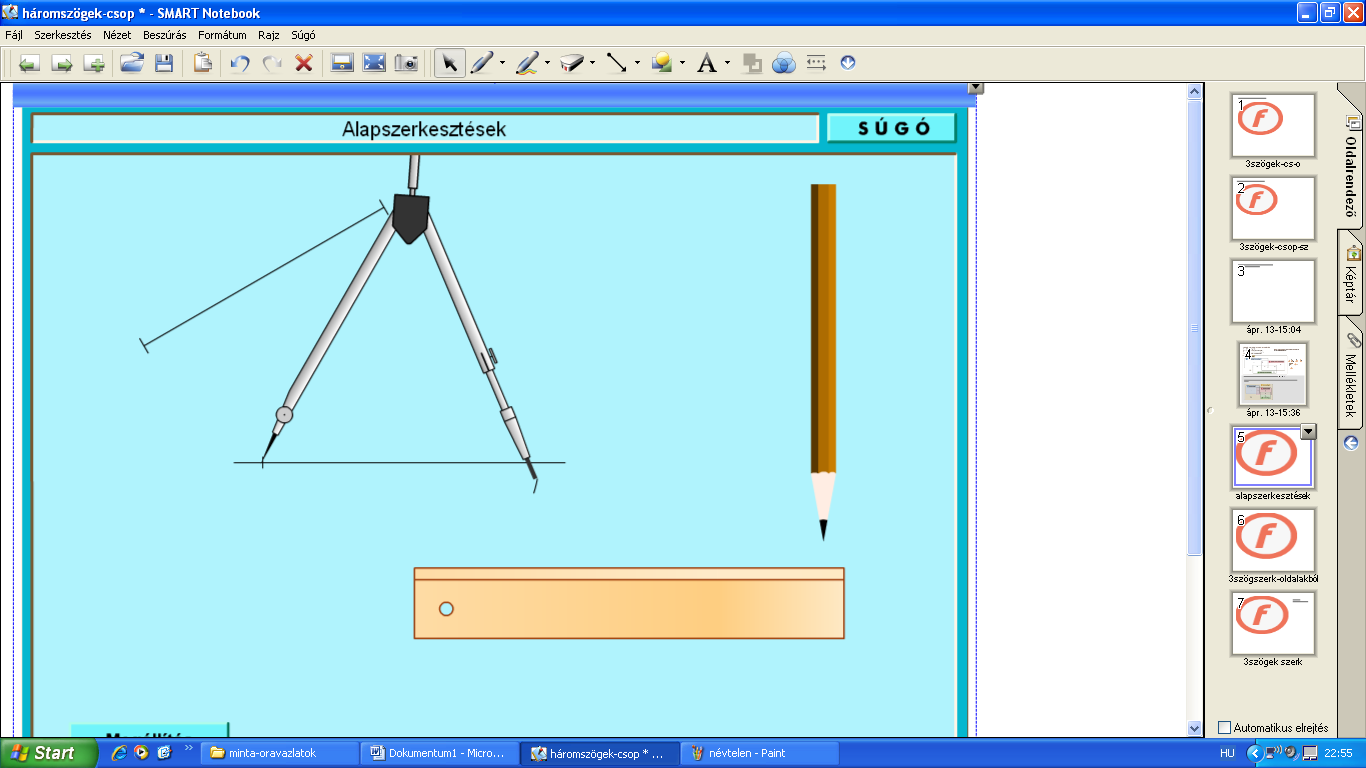 háromszögek-csop * - SMART Notebook
Fájl Szerkesztés Nézet Beszúrás Formátum Rajz Súgó
Alapszerkesztések
SÚGÓ
1
3szögek-cs-o
2
3szögek-csop-sz
3
ápr. 13-15:04
4
ápr. 13-15:36
5
alapszerkesztések
6
3szögszerk-oldalakból
7
3szögek szerk
Oldalrendező
Képtár
Mellékletek
Automatikus elrejtés
Start
minta-oravazlatok
Dokumentum1 - Micro...
háromszögek-csop * ...
névtelen - Paint
HU
22:55